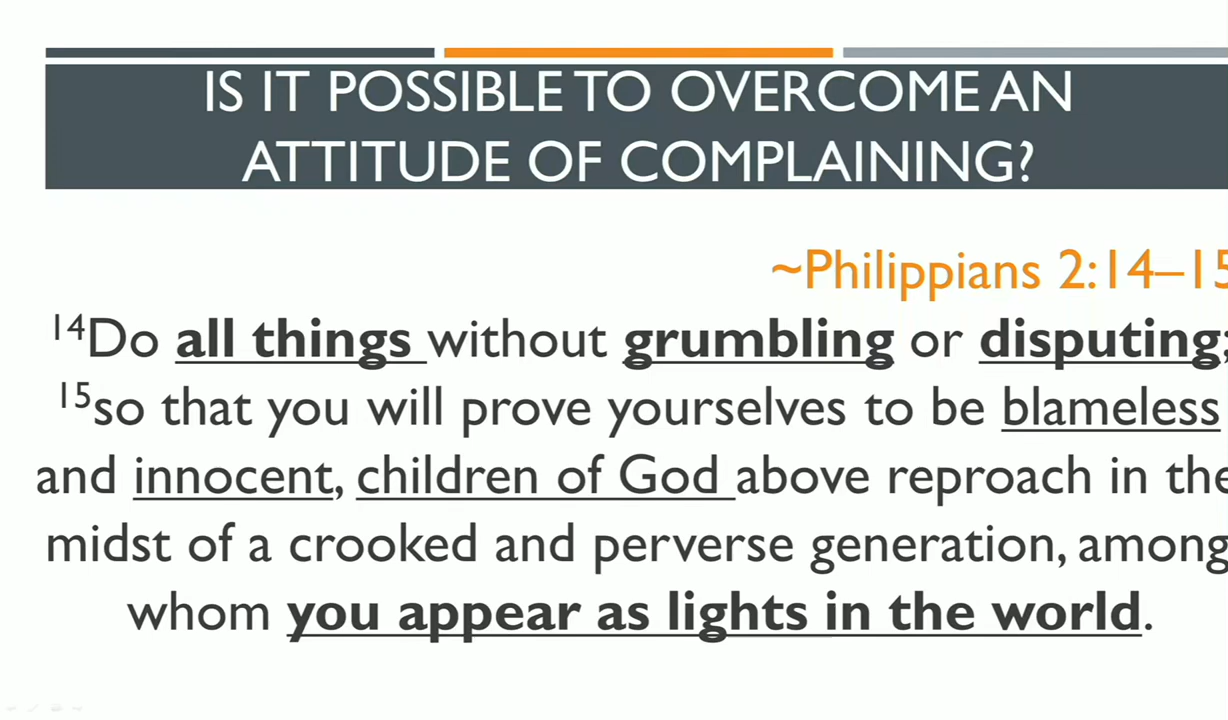 IS IT POSSIBLE TO OVERCOME AN
ATTITUDE OF COMPLAINING?
~Philippians 2:14–15
14Do all things without grumbling or disputing;
15so that you will prove yourselves to be blameless
and innocent, children of God above reproach in the
midst of a crooked and perverse generation, among
whom you appear as lights in the world.